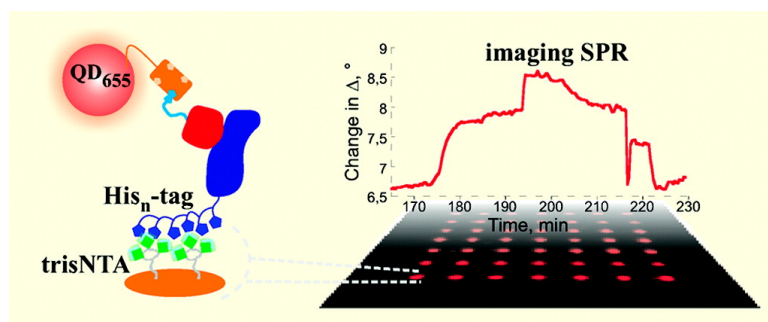 QD655
Hisn-tag
trisNTA
imaging SPR
Change in Δ, °
9
8,5
8
7,5
7
6,5
170 180 190 200 210 220 230
Time, min